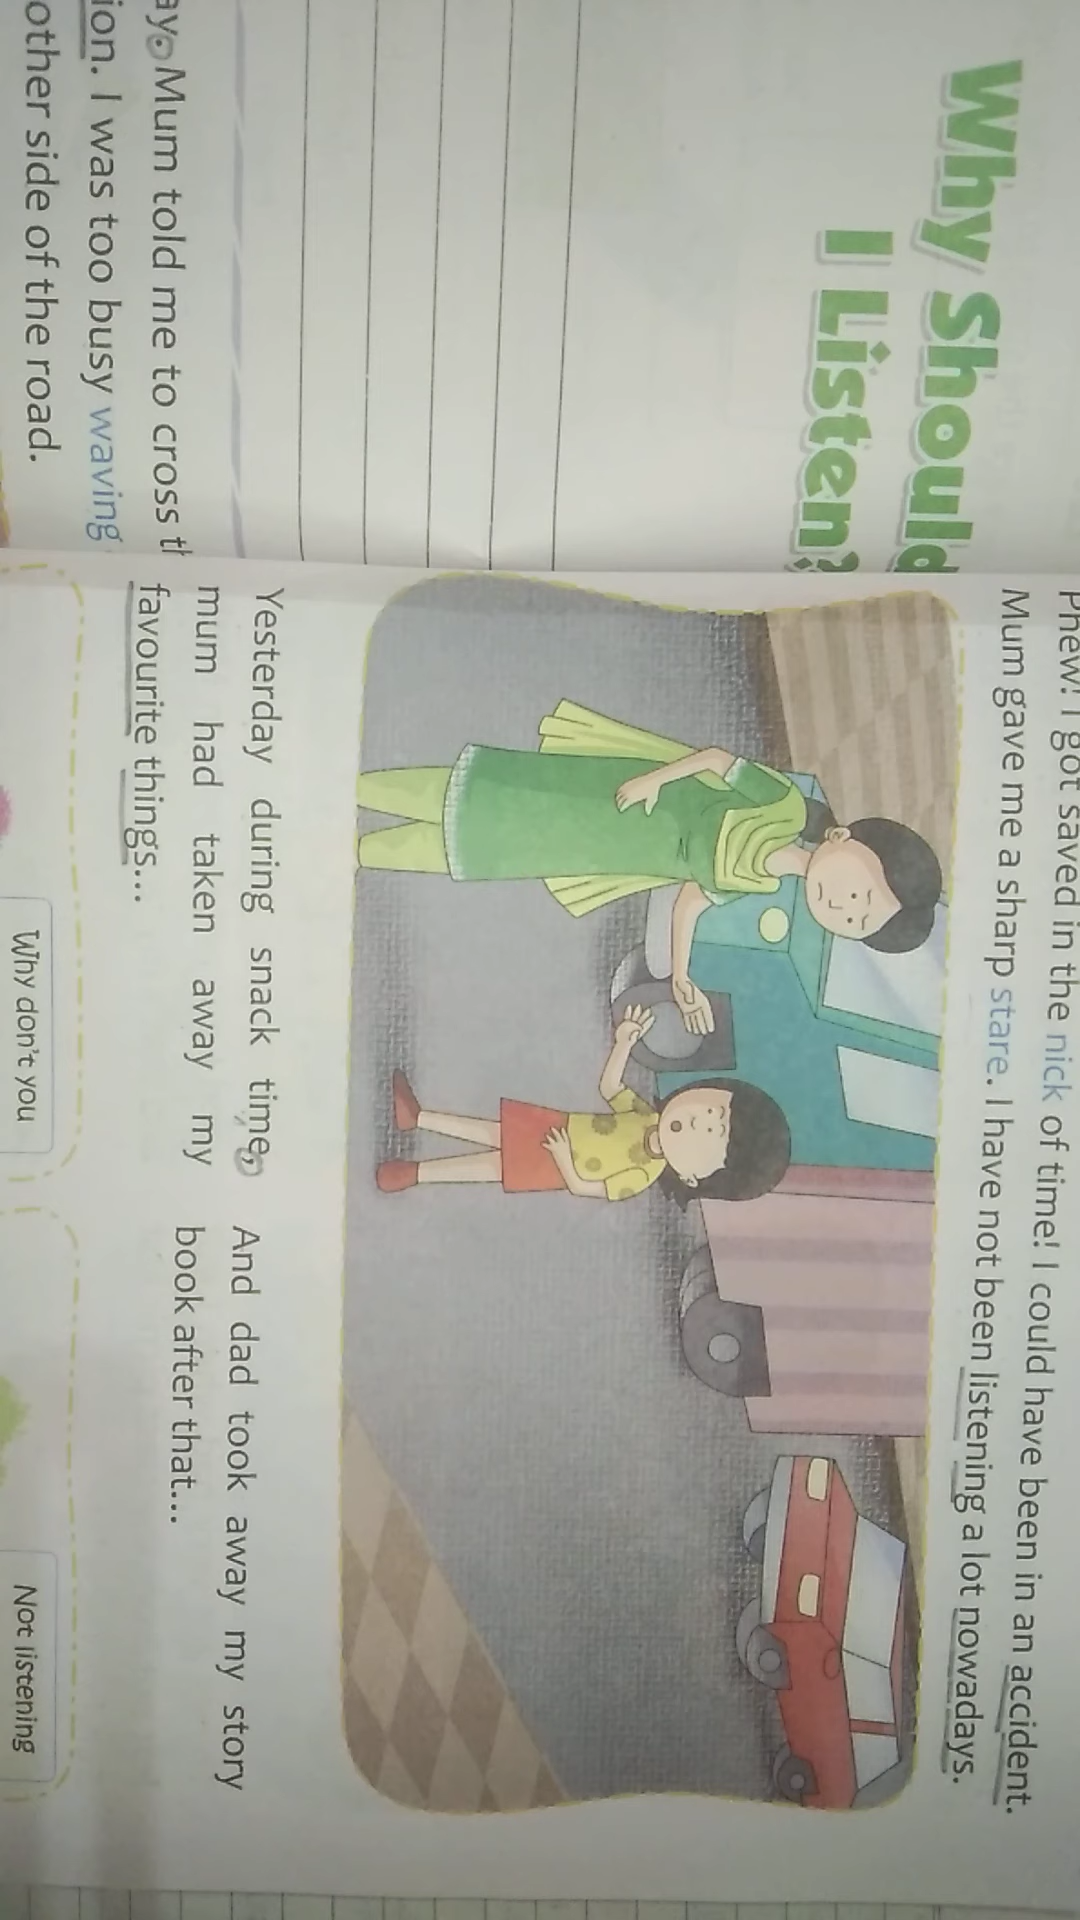 Why Should
I Listen?
Mum told me to cross
ion. I was too busy waving
other side of the road.
Phew! I got saved in the nick of time! I could have been in an accident.
Mum gave me a sharp stare. I have not been listening a lot nowadays.
Yesterday during snack time,
mum had taken away my
favourite things...
And dad took away my story
book after that...
Why don't you
Not listening